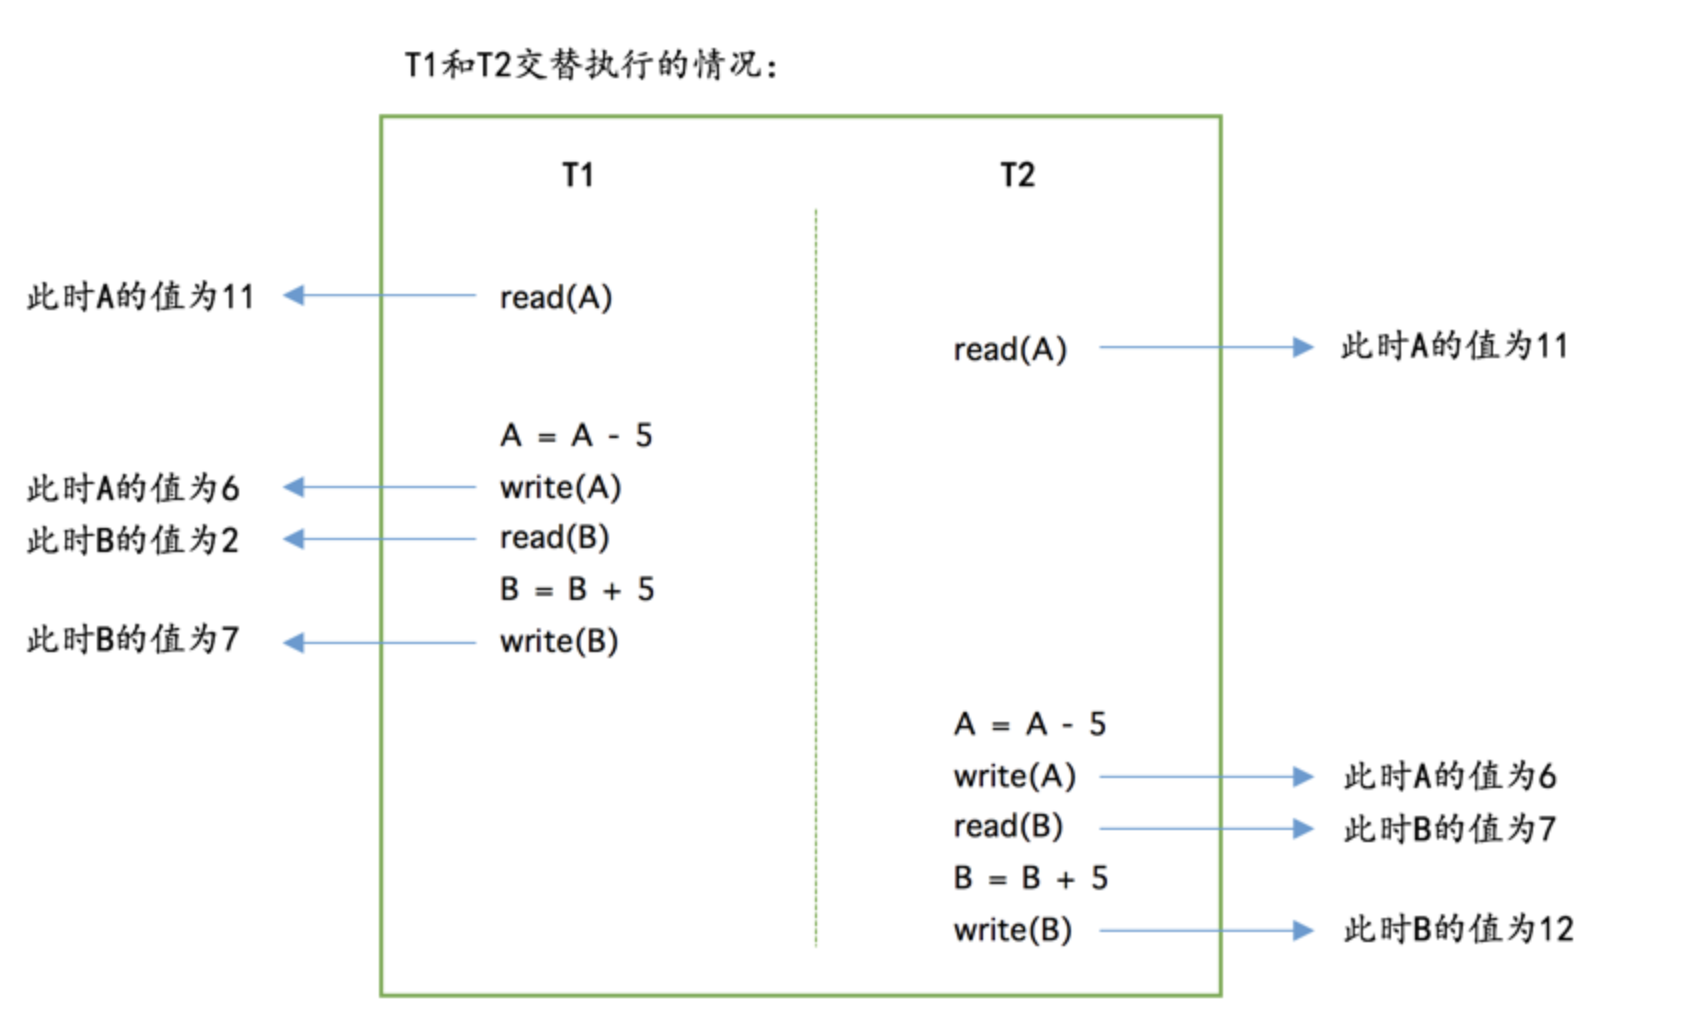 T1和T2交替执行的情况：
T1 T2
此时A的值为11 read(A)
read(A) 此时A的值为11
A = A - 5
此时A的值为6 write(A)
此时B的值为2 read(B)
B = B + 5
此时B的值为7 write(B)
A = A - 5
write(A) 此时A的值为6
read(B) 此时B的值为7
B = B + 5
write(B) 此时B的值为12